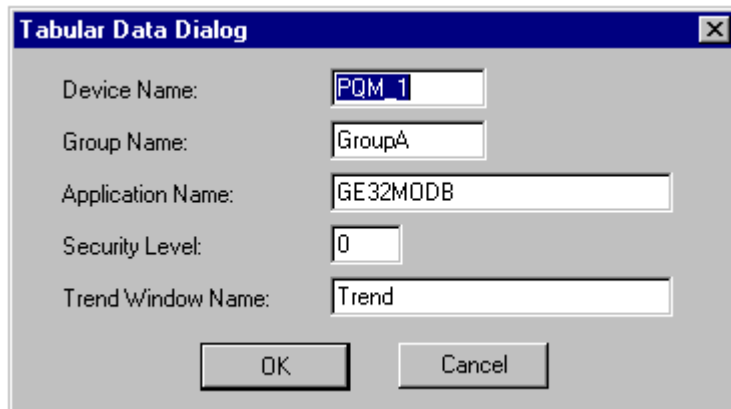 Tabular Data Dialog
Device Name: PQM_1
Group Name: GroupA
Application Name: GE32MODB
Security Level: 0
Trend Window Name: Trend
OK Cancel